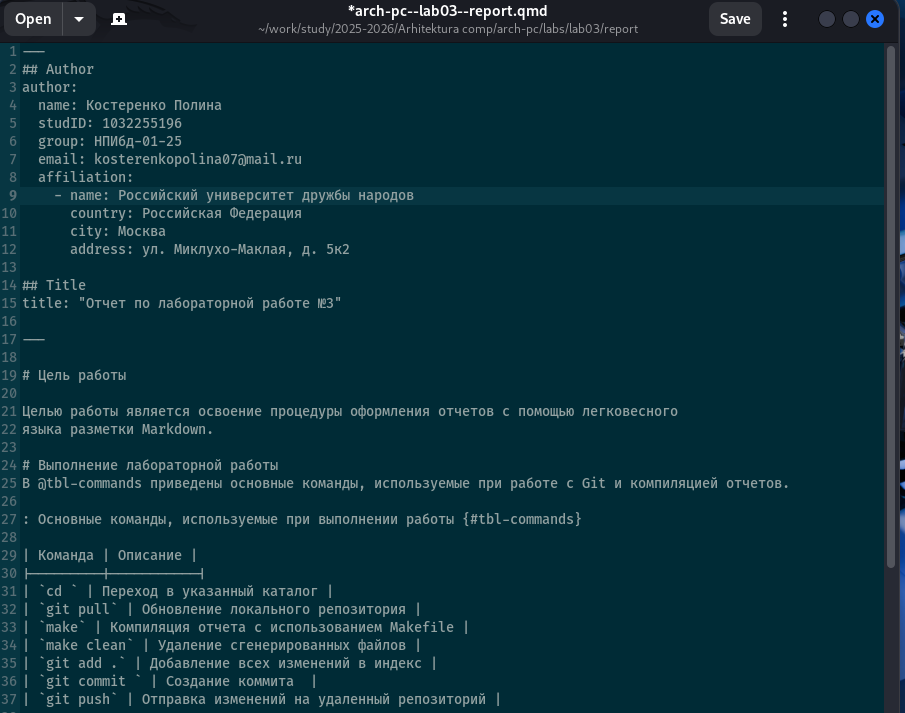 Open
*arch-pc--lab03--report.qmd
~/work/study/2025-2026/Arhitektura comp/arch-pc/labs/lab03/report
Save
1 ---
2 ## Author
3 author:
4   name: Костеренко Полина
5   studID: 1032255196
6   group: НПИбд-01-25
7   email: kosterenkopolina07@mail.ru
8   affiliation:
9     - name: Российский университет дружбы народов
10       country: Российская Федерация
11       city: Москва
12       address: ул. Миклухо-Маклая, д. 5к2
13
14 ## Title
15 title: "Отчет по лабораторной работе №3"
16
17 ---
18
19 # Цель работы
20
21 Целью работы является освоение процедуры оформления отчетов с помощью легковесного
22 языка разметки Markdown.
23
24 # Выполнение лабораторной работы
25 В @tbl-commands приведены основные команды, используемые при работе с Git и компиляцией отчетов.
26
27 : Основные команды, используемые при выполнении работы {#tbl-commands}
28
29 | Команда | Описание |
30 |---------|----------|
31 | `cd ` | Переход в указанный каталог |
32 | `git pull` | Обновление локального репозитория |
33 | `make` | Компиляция отчета с использованием Makefile |
34 | `make clean` | Удаление сгенерированных файлов |
35 | `git add .` | Добавление всех изменений в индекс |
36 | `git commit ` | Создание коммита  |
37 | `git push` | Отправка изменений на удаленный репозиторий |